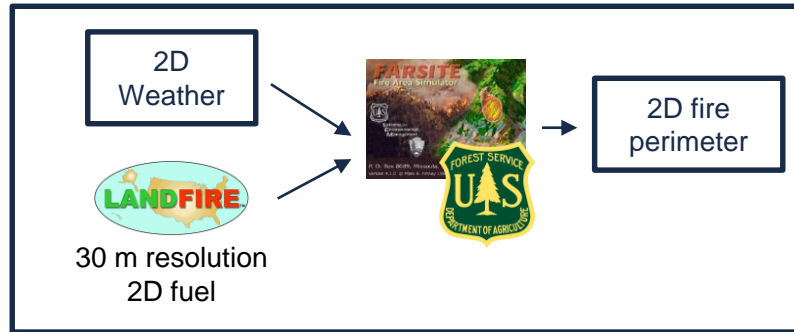 2D
Weather
FARSITE
Fire Area Simulator
2D fire
perimeter
LANDFIRE
FOREST SERVICE
U S
DEPARTMENT OF AGRICULTURE
30 m resolution
2D fuel